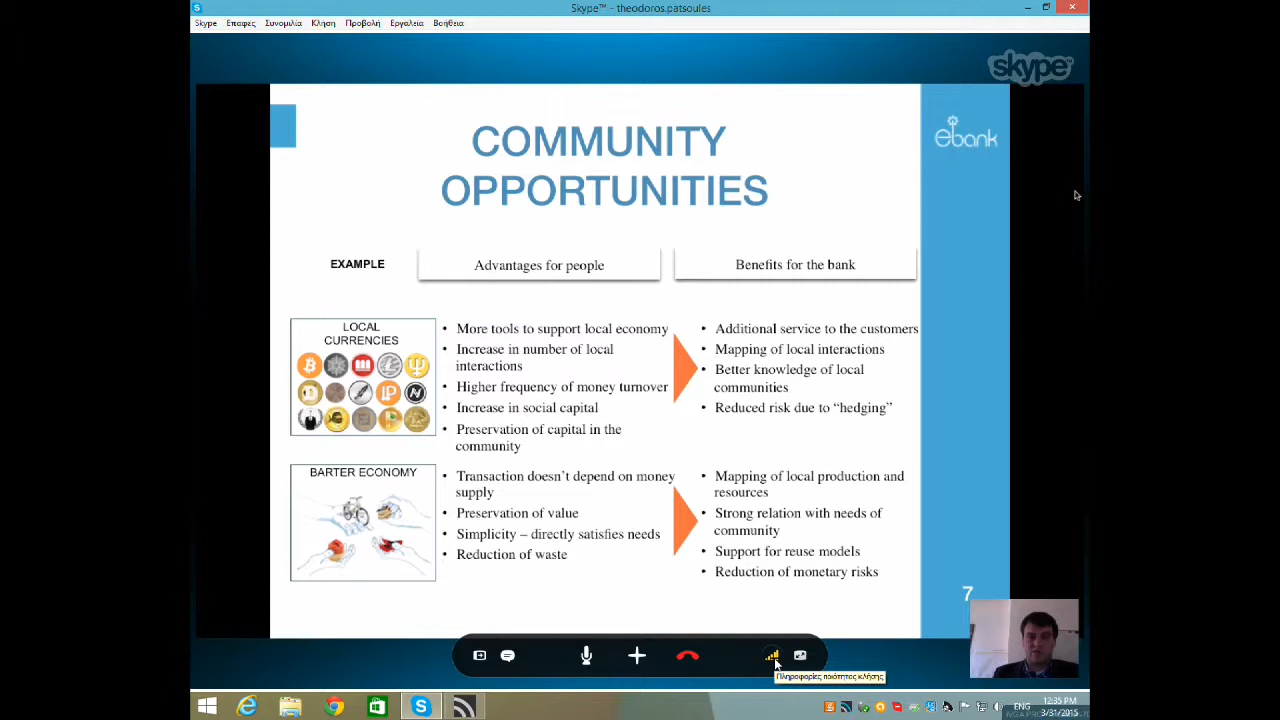 Skype™ - theodoros.patsoules
Skype Επαφές Συνομιλία Κλήση Προβολή Εργαλεία Βοήθεια
skype™
COMMUNITY
OPPORTUNITIES
ebank
EXAMPLE
Advantages for people
Benefits for the bank
LOCAL
CURRENCIES
• More tools to support local economy
• Increase in number of local
interactions
• Higher frequency of money turnover
• Increase in social capital
• Preservation of capital in the
community
• Additional service to the customers
• Mapping of local interactions
• Better knowledge of local
communities
• Reduced risk due to “hedging”
BARTER ECONOMY
• Transaction doesn’t depend on money
supply
• Preservation of value
• Simplicity – directly satisfies needs
• Reduction of waste
• Mapping of local production and
resources
• Strong relation with needs of
community
• Support for reuse models
• Reduction of monetary risks
7
Πληροφορίες ποιότητας κλήσης
ENG
12:35 PM
3/31/2015